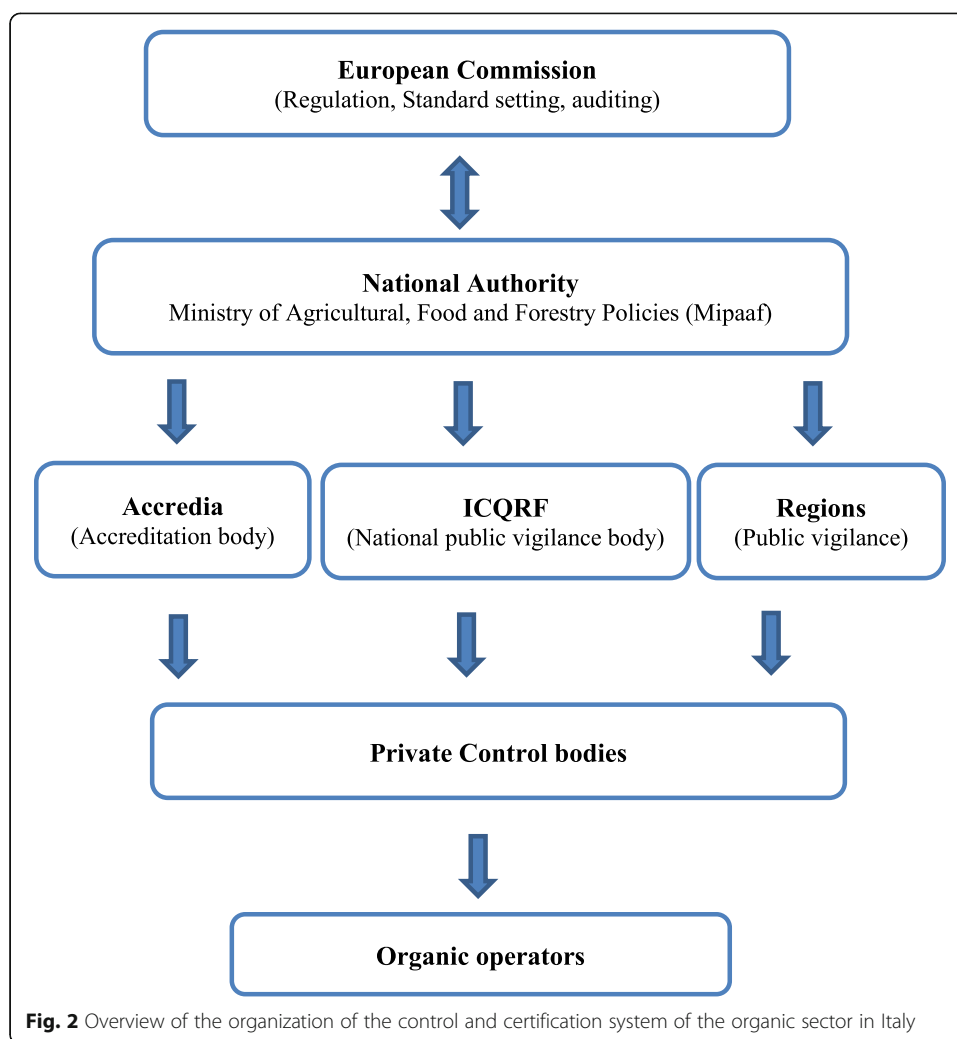 European Commission
(Regulation, Standard setting, auditing)
National Authority
Ministry of Agricultural, Food and Forestry Policies (Mipaaf)
Accredia
(Accreditation body)
ICQRF
(National public vigilance body)
Regions
(Public vigilance)
Private Control bodies
Organic operators
Fig. 2 Overview of the organization of the control and certification system of the organic sector in Italy